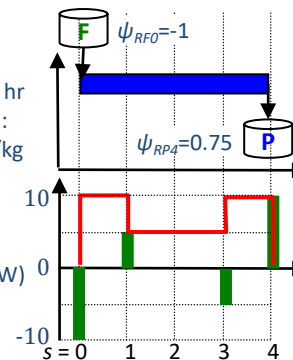 F ψRF0=-1
hr
:
/kg
ψRP4=0.75 P
10
W)
0
-10
s = 0 1 2 3 4